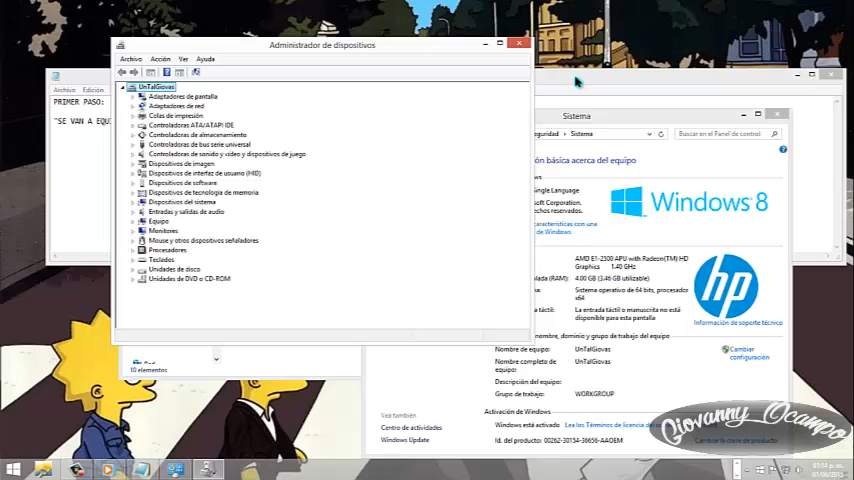 Administrador de dispositivos
Archivo Acción Ver Ayuda
UnTalGiovas
Adaptadores de pantalla
Adaptadores de red
Colas de impresión
Controladoras ATA/ATAPI IDE
Controladoras de almacenamiento
Controladoras de bus serie universal
Controladoras de sonido y vídeo y dispositivos de juego
Dispositivos de imagen
Dispositivos de interfaz de usuario (HID)
Dispositivos de software
Dispositivos de tecnología de memoria
Dispositivos del sistema
Entradas y salidas de audio
Equipo
Monitores
Mouse y otros dispositivos señaladores
Procesadores
Teclados
Unidades de disco
Unidades de DVD o CD-ROM
Archivo Edición
PRIMER PASO:
"SE VAN A EQUI
10 elementos
Sistema
eguridad Sistema
Buscar en el Panel de control
ión básica acerca del equipo
Single Language
soft Corporation.
chos reservados.
características con una
de Windows
Windows 8
AMD E1-2500 APU with Radeon(TM) HD
Graphics 1.40 GHz
alada (RAM): 4.00 GB (3.46 GB utilizable)
Sistema operativo de 64 bits, procesador
x64
táctil: La entrada táctil o manuscrita no está
disponible para esta pantalla
hp
Información de soporte técnico
nombre, dominio y grupo de trabajo del equipo
Nombre de equipo: UnTalGiovas
Nombre completo de
equipo: UnTalGiovas
Descripción del equipo:
Grupo de trabajo: WORKGROUP
Cambiar
configuración
Vea también
Centro de actividades
Windows Update
Activación de Windows
Windows está activado Lea los Términos de licencia del
Id. del producto: 00262-30154-36656-AAOEM
Cambiar la clave de producto
Giovanny_Ocampo